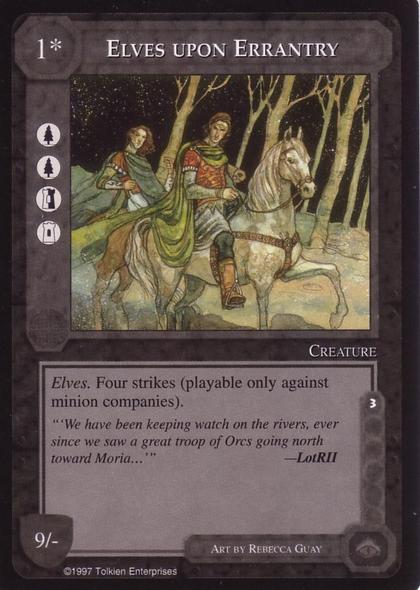 1*
ELVES UPON ERRANTRY
CREATURE
Elves. Four strikes (playable only against
minion companies).
3
“‘We have been keeping watch on the rivers, ever
since we saw a great troop of Orcs going north
toward Moria…’”
—LotRII
9/-
ART BY REBECCA GUAY
©1997 Tolkien Enterprises